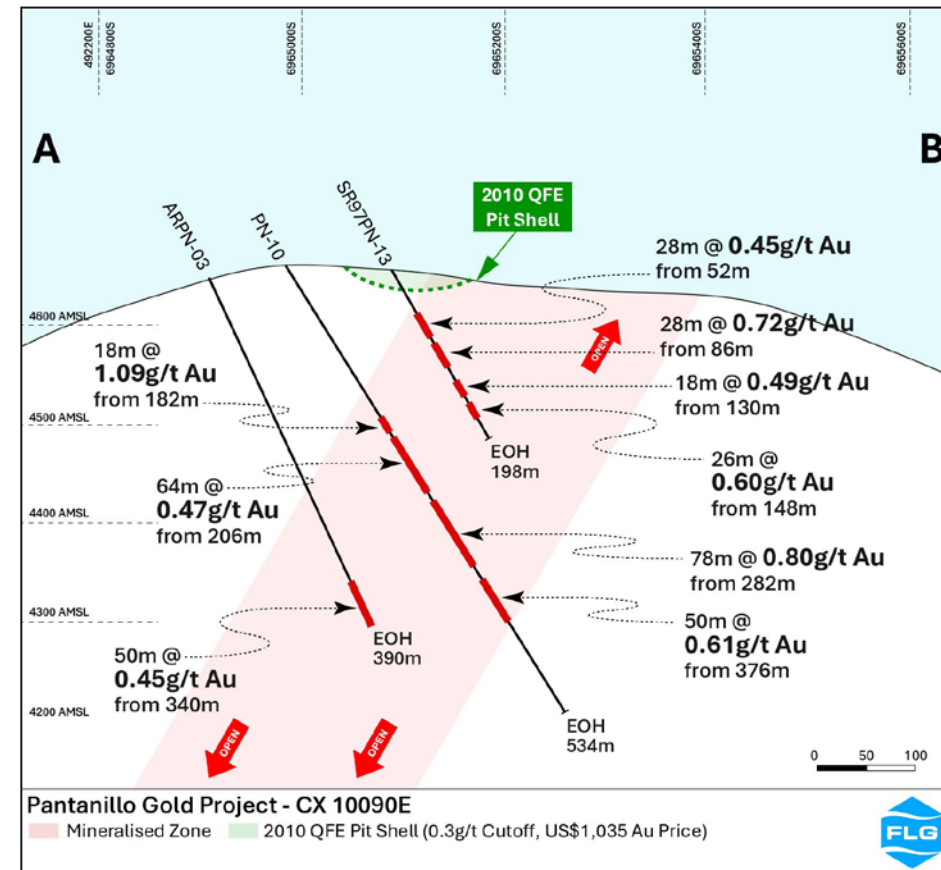 492200E
6964800S
6965000S
6965200S
6965400S
6965600S
A
B
ARPN-03
PN-10
SR97PN-13
2010 QFE
Pit Shell
28m @ 0.45g/t Au
from 52m
28m @ 0.72g/t Au
from 86m
18m @ 0.49g/t Au
from 130m
26m @
0.60g/t Au
from 148m
78m @ 0.80g/t Au
from 282m
50m @
0.61g/t Au
from 376m
4600 AMSL
18m @
1.09g/t Au
from 182m
4500 AMSL
64m @
0.47g/t Au
from 206m
4400 AMSL
4300 AMSL
50m @
0.45g/t Au
from 340m
4200 AMSL
EOH
198m
EOH
390m
EOH
534m
OPEN
OPEN
OPEN
0 50 100
Pantanillo Gold Project - CX 10090E
Mineralised Zone
2010 QFE Pit Shell (0.3g/t Cutoff, US$1,035 Au Price)
FLG